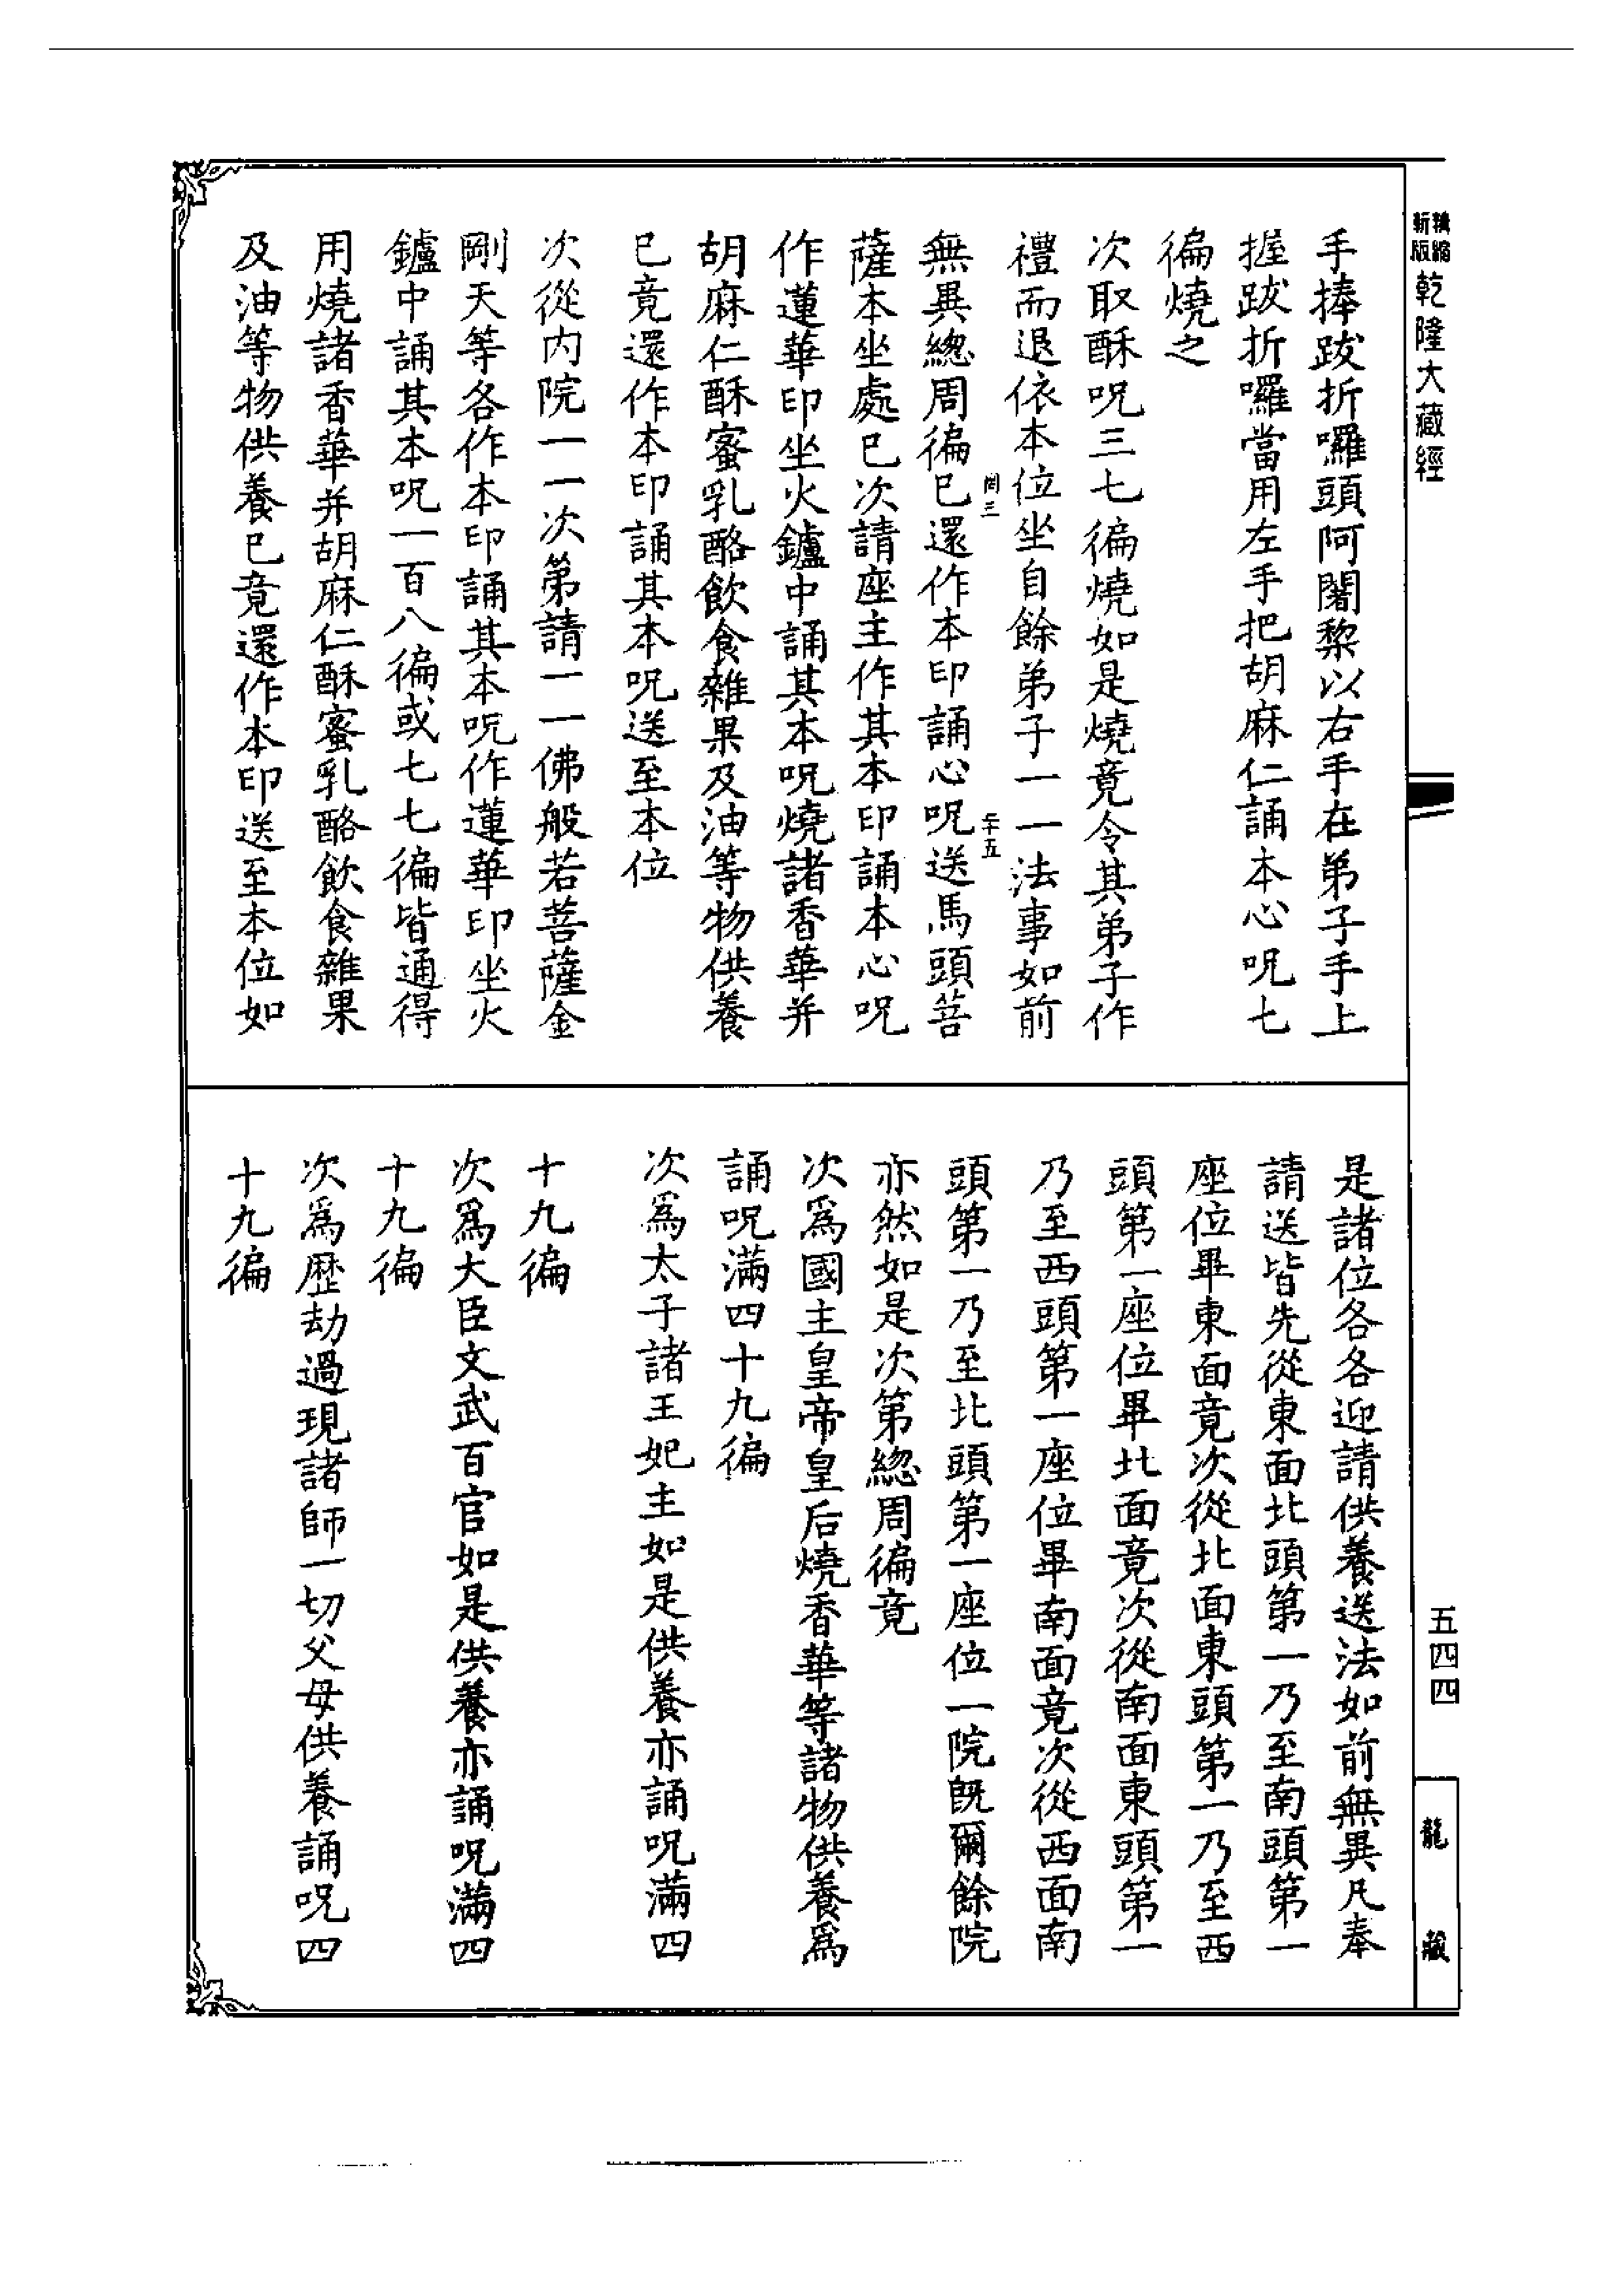 精縮
新版
乾隆大藏經
手捧跋折囉頭阿闍黎以右手在弟子手上
握跋折囉當用左手把胡麻仁誦本心呪七
徧燒之
次取酥呪三七徧燒如是燒竟令其弟子作
禮而退依本位坐自餘弟子一一法事如前
二十五
無異總周徧已還作本印誦心呪送馬頭菩
薩本坐處已次請座主作其本印誦本心呪
作蓮華印坐火鑪中誦其本呪燒諸香華并
胡麻仁酥蜜乳酪飲食雜果及油等物供養
已竟還作本印誦其本呪送至本位
次從內院一一次第請一一佛般若菩薩金
剛天等各作本印誦其本呪作蓮華印坐火
鑪中誦其本呪一百八徧或七七徧皆通得
用燒諸香華并胡麻仁酥蜜乳酪飲食雜果
及油等物供養已竟還作本印送至本位如
是諸位各各迎請供養送法如前無異凡奉
請送皆先從東面北頭第一乃至南頭第一
座位畢東面竟次從北面東頭第一乃至西
頭第一座位畢北面竟次從南面東頭第一
乃至西頭第一座位畢南面竟次從西面南
頭第一乃至北頭第一座位一院旣爾餘院
亦然如是次第總周徧竟
次爲國主皇帝皇后燒香華等諸物供養爲
誦呪滿四十九徧
次爲太子諸王妃主如是供養亦誦呪滿四
十九徧
次爲大臣文武百官如是供養亦誦呪滿四
十九徧
次爲歷劫過現諸師一切父母供養誦呪四
十九徧
五四四
龍藏